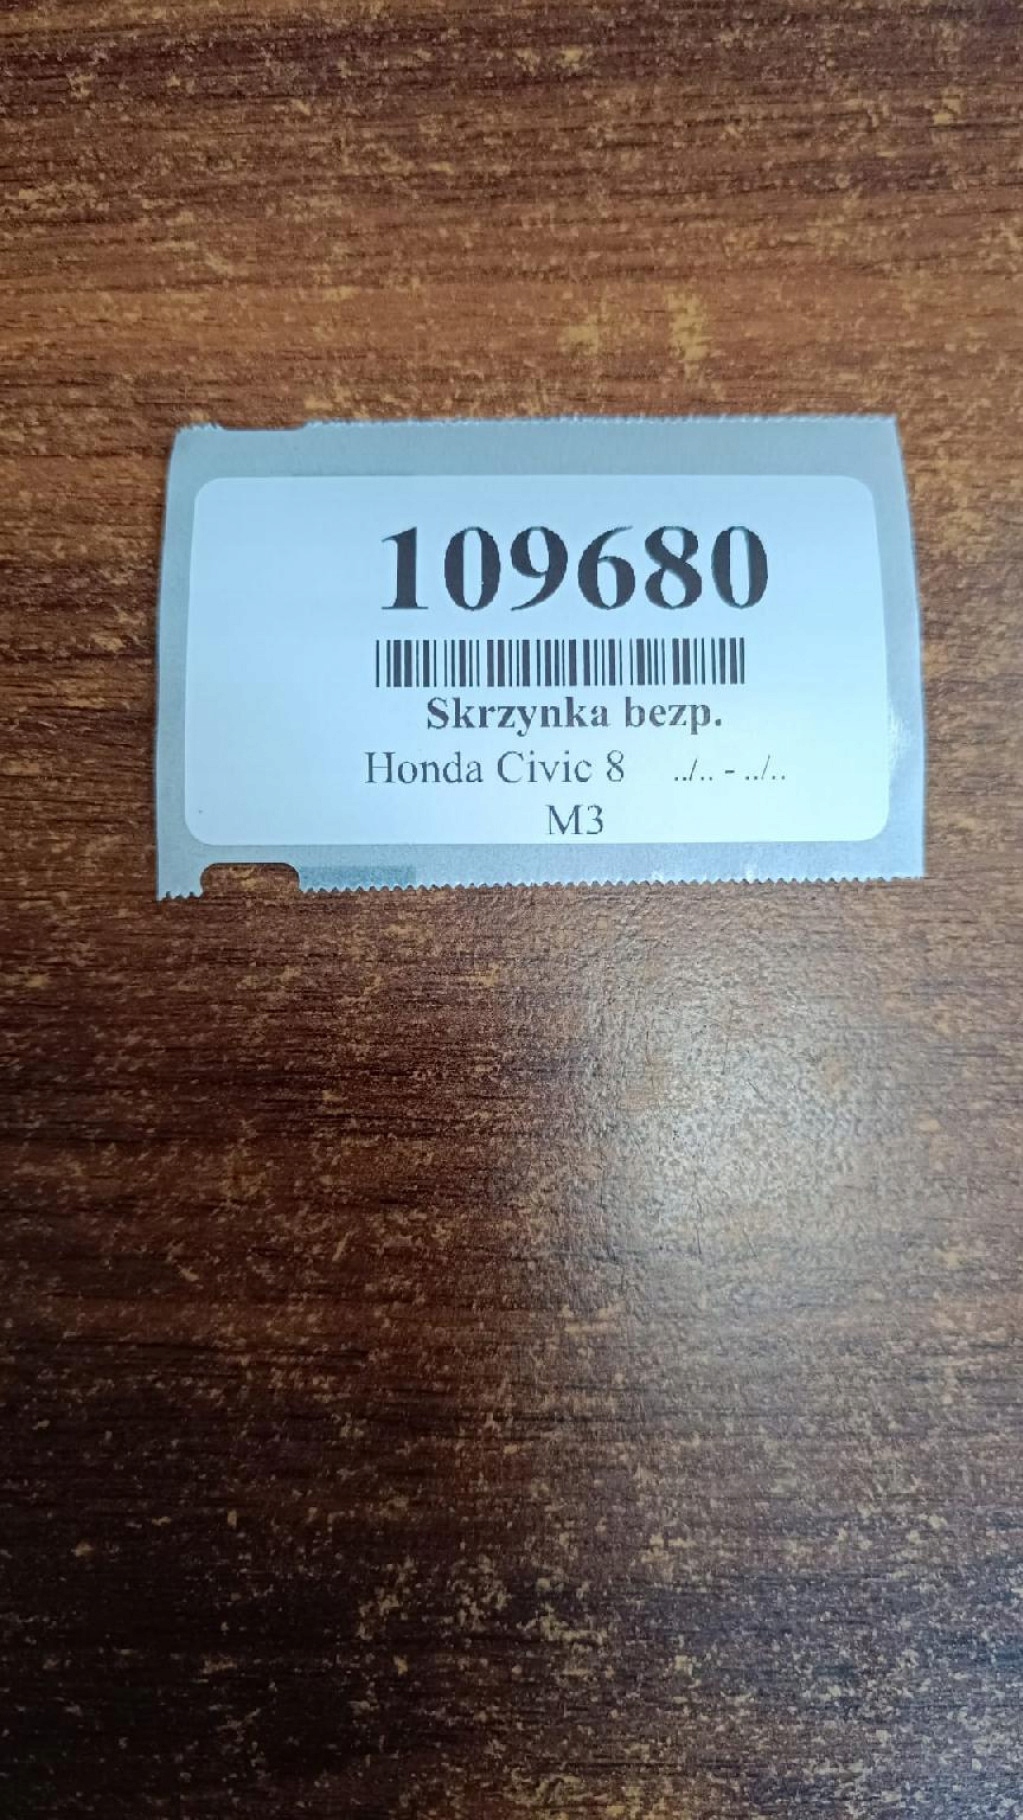 109680
Skrzynka bezp.
Honda Civic 8 ../.. - ../..
M3